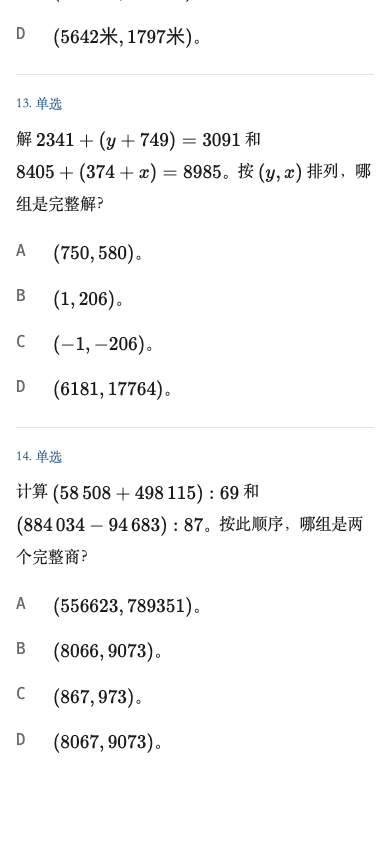 D (5642米, 1797米)。
13. 单选
解 2341 + (y + 749) = 3091 和
8405 + (374 + x) = 8985。按 (y, x) 排列，哪
组是完整解?
A (750, 580)。
B (1, 206)。
C (−1, −206)。
D (6181, 17764)。
14. 单选
计算 (58 508 + 498 115) : 69 和
(884 034 − 94 683) : 87。按此顺序，哪组是两
个完整商?
A (556623, 789351)。
B (8066, 9073)。
C (867, 973)。
D (8067, 9073)。